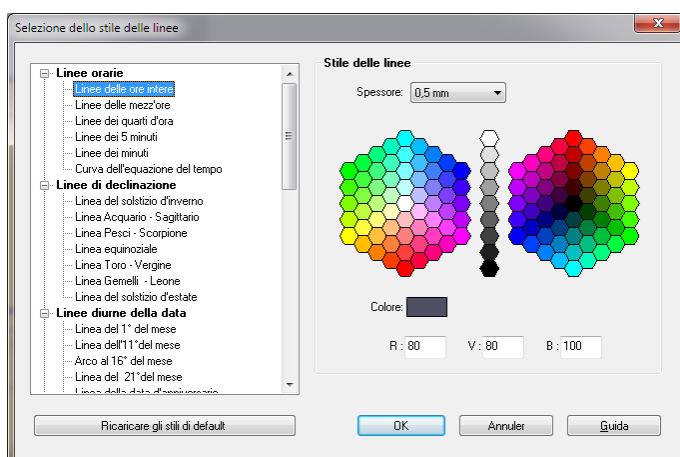 Selezione dello stile delle linee
Linee orarie
Linee delle ore intere
Linee delle mezz'ore
Linee dei quarti d'ora
Linee dei 5 minuti
Linee dei minuti
Curva dell'equazione del tempo
Linee di declinazione
Linea del solstizio d'inverno
Linea Acquario - Sagittario
Linea Pesci - Scorpione
Linea equinoziale
Linea Toro - Vergine
Linea Gemelli - Leone
Linea del solstizio d'estate
Linee diurne della data
Linea del 1° del mese
Linea dell'11°del mese
Arco al 16° del mese
Linea del 21°del mese
Linea della data d'anniversario
Stile delle linee
Spessore: 0,5 mm
Colore:
R : 80 V : 80 B : 100
Ricaricare gli stili di default
OK
Annuler
Guida